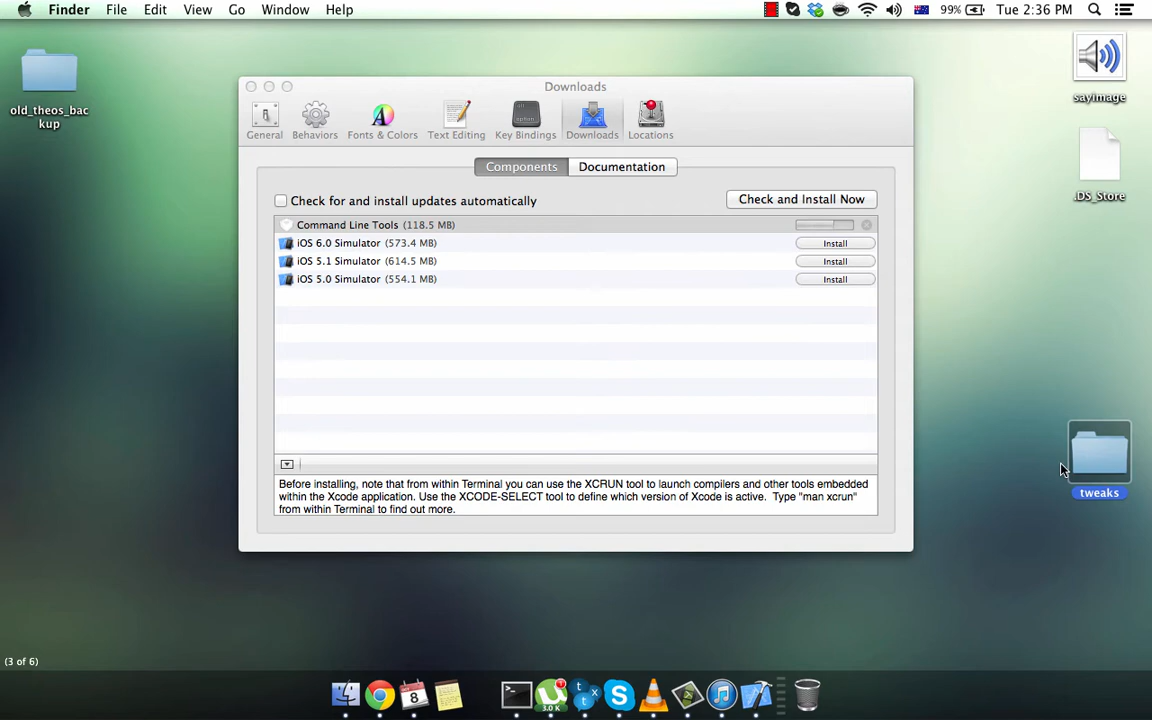 Finder File Edit View Go Window Help 99% Tue 2:36 PM
old_theos_bac
kup
sayimage
.DS_Store
tweaks
Downloads
General Behaviors Fonts & Colors Text Editing Key Bindings Downloads Locations
option
Components Documentation
Check for and install updates automatically Check and Install Now
Command Line Tools (118.5 MB)
iOS 6.0 Simulator (573.4 MB) Install
iOS 5.1 Simulator (614.5 MB) Install
iOS 5.0 Simulator (554.1 MB) Install
Before installing, note that from within Terminal you can use the XCRUN tool to launch compilers and other tools embedded
within the Xcode application. Use the XCODE-SELECT tool to define which version of Xcode is active. Type "man xcrun"
from within Terminal to find out more.
(3 of 6)
8
3.0 K